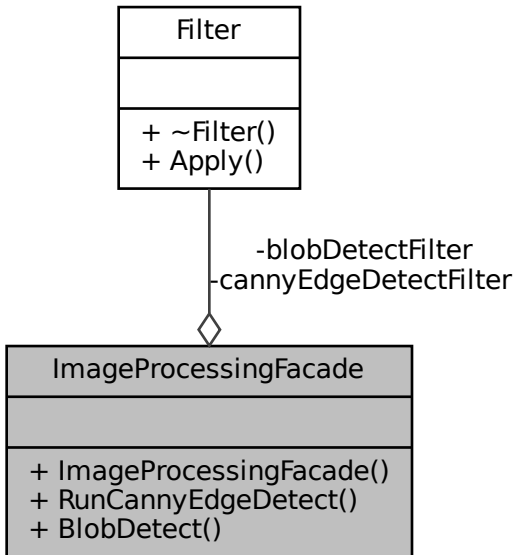 Filter
+ ~Filter()
+ Apply()
-blobDetectFilter
-cannyEdgeDetectFilter
ImageProcessingFacade
+ ImageProcessingFacade()
+ RunCannyEdgeDetect()
+ BlobDetect()